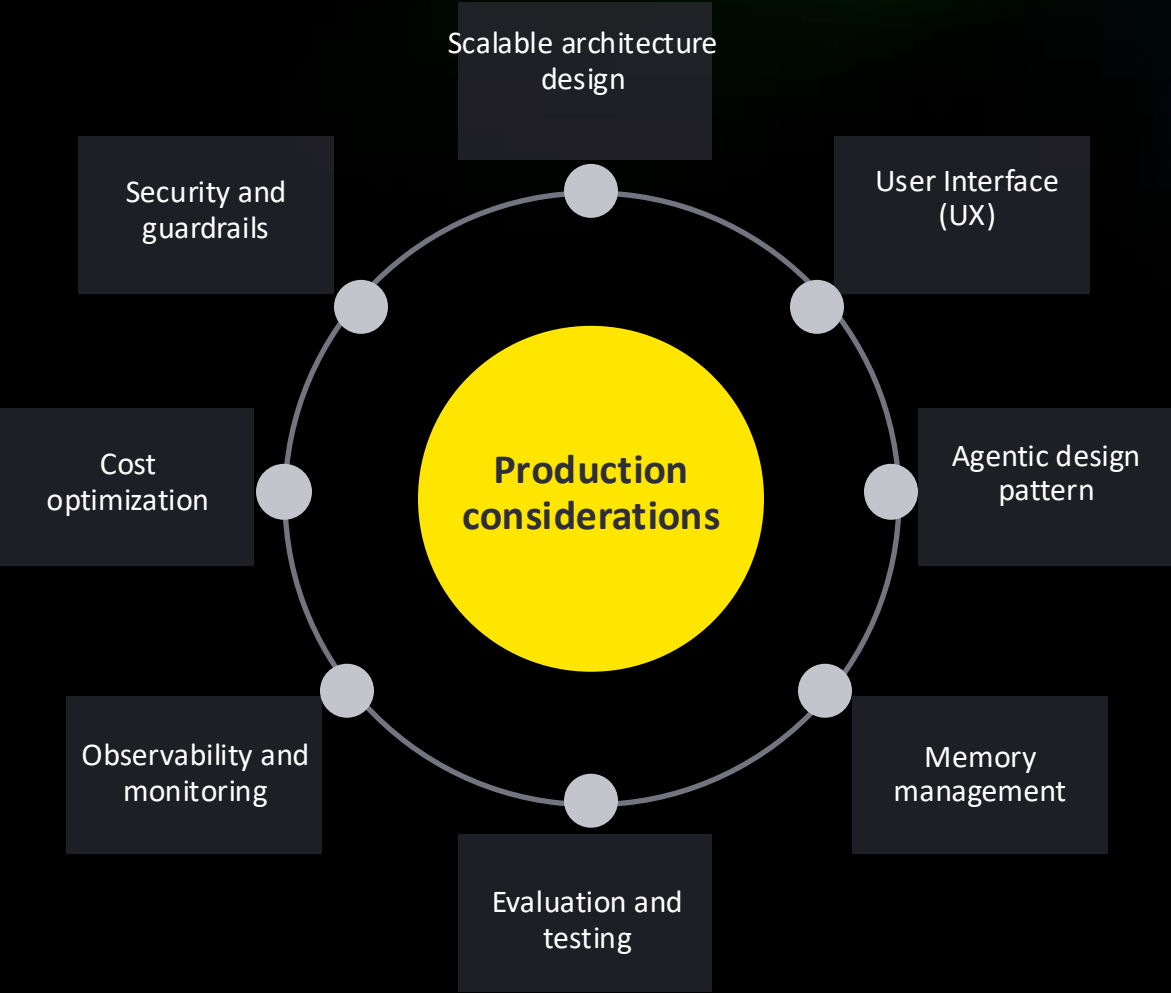 Scalable architecture
design
User Interface
(UX)
Agentic design
pattern
Memory
management
Evaluation and
testing
Observability and
monitoring
Cost
optimization
Security and
guardrails
Production
considerations